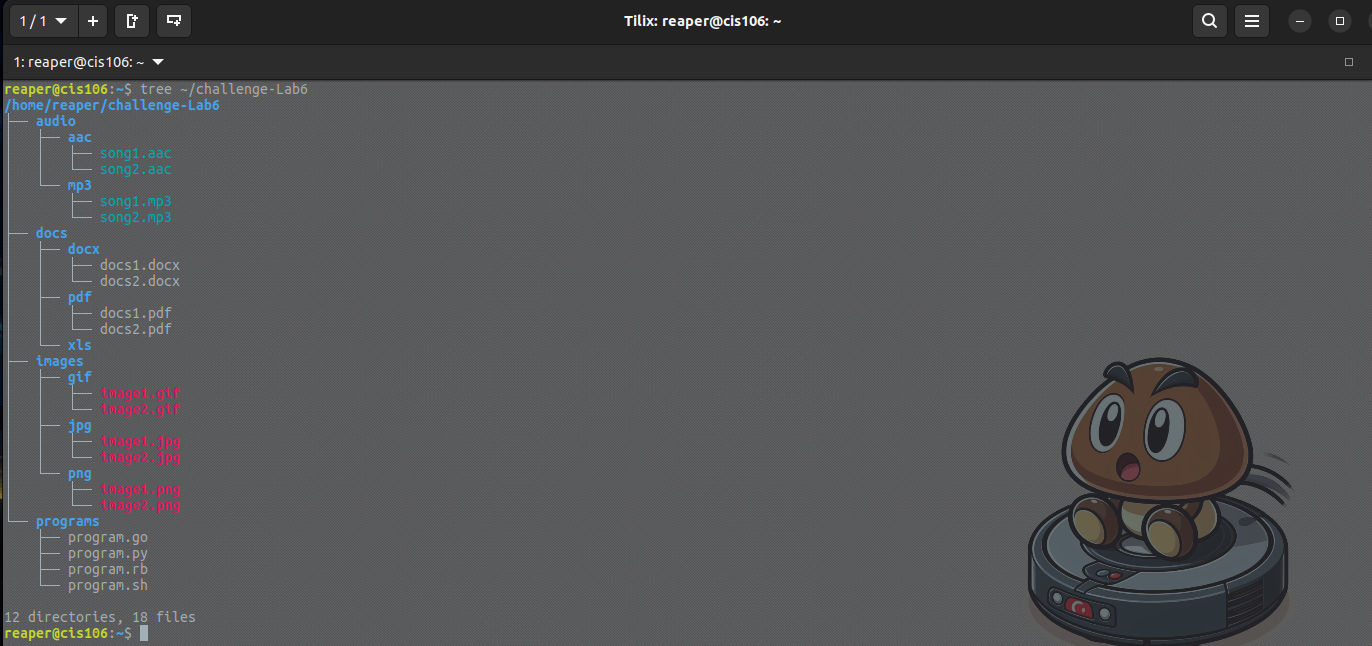 1 / 1
Tilix: reaper@cis106: ~
1: reaper@cis106: ~
reaper@cis106:~$ tree ~/challenge-Lab6
/home/reaper/challenge-Lab6
├── audio
│   ├── aac
│   │   ├── song1.aac
│   │   └── song2.aac
│   └── mp3
│       ├── song1.mp3
│       └── song2.mp3
├── docs
│   ├── docx
│   │   ├── docs1.docx
│   │   └── docs2.docx
│   ├── pdf
│   │   ├── docs1.pdf
│   │   └── docs2.pdf
│   └── xls
├── images
│   ├── gif
│   │   ├── image1.gif
│   │   └── image2.gif
│   ├── jpg
│   │   ├── image1.jpg
│   │   └── image2.jpg
│   └── png
│       ├── image1.png
│       └── image2.png
└── programs
    ├── program.go
    ├── program.py
    ├── program.rb
    └── program.sh
12 directories, 18 files
reaper@cis106:~$